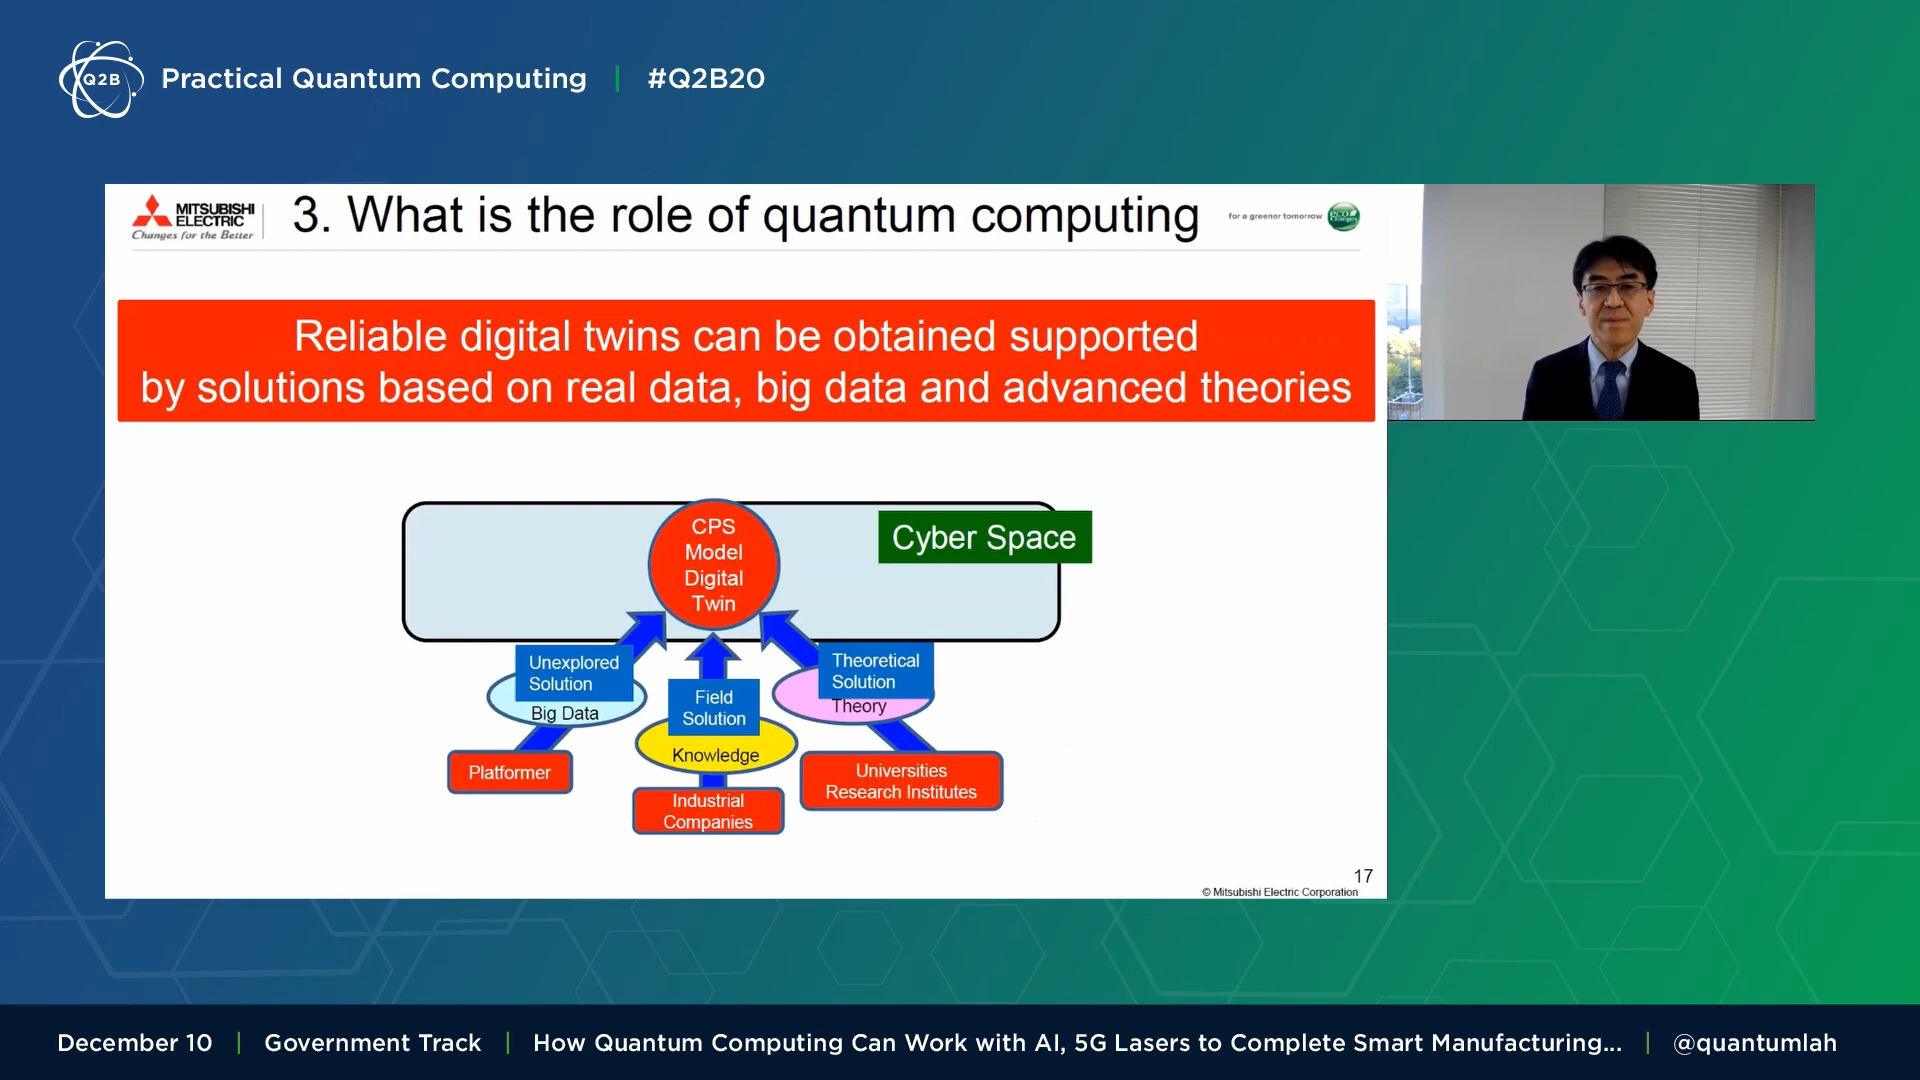 Q2B
Practical Quantum Computing | #Q2B20
MITSUBISHI
ELECTRIC
Changes for the Better
3. What is the role of quantum computing
for a greener tomorrow
eco
changes
Reliable digital twins can be obtained supported
by solutions based on real data, big data and advanced theories
CPS
Model
Digital
Twin
Cyber Space
Unexplored
Solution
Big Data
Field
Solution
Knowledge
Theoretical
Solution
Theory
Platformer
Industrial
Companies
Universities
Research Institutes
17
© Mitsubishi Electric Corporation
December 10 | Government Track | How Quantum Computing Can Work with AI, 5G Lasers to Complete Smart Manufacturing... | @quantumlah